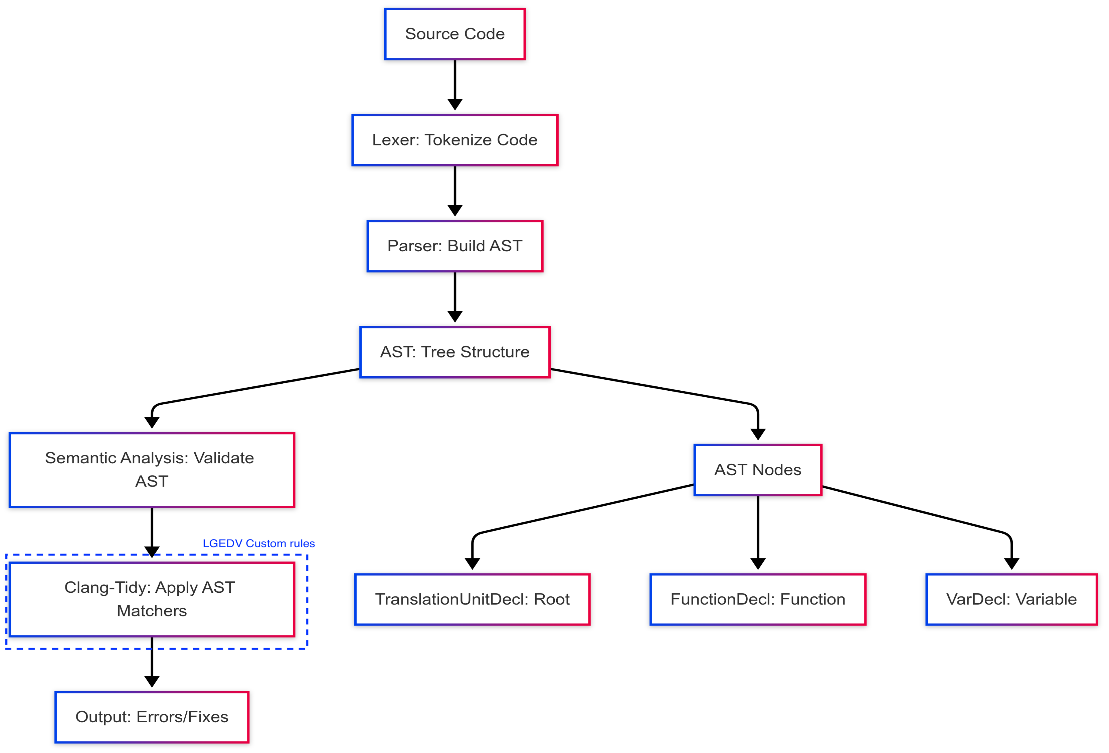 Source Code
Lexer: Tokenize Code
Parser: Build AST
AST: Tree Structure
Semantic Analysis: Validate
AST
AST Nodes
LGEDV Custom rules
Clang-Tidy: Apply AST
Matchers
TranslationUnitDecl: Root
FunctionDecl: Function
VarDecl: Variable
Output: Errors/Fixes